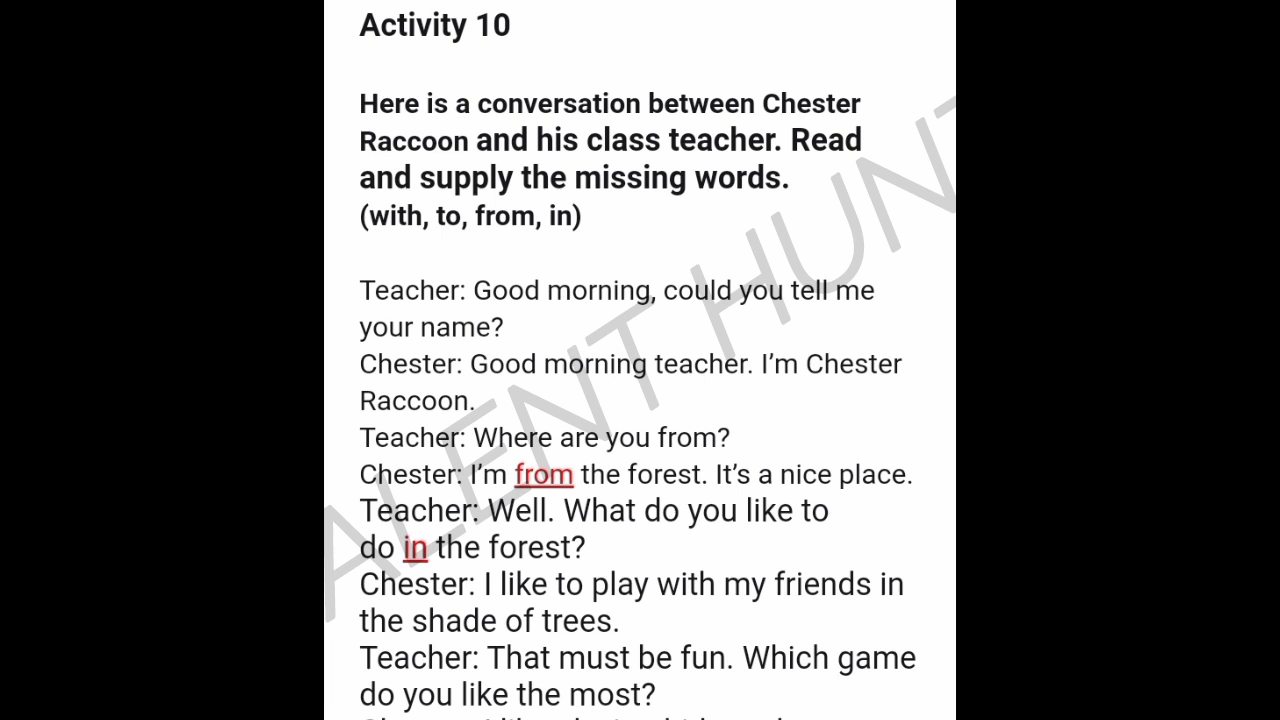 Activity 10
Here is a conversation between Chester
Raccoon and his class teacher. Read
and supply the missing words.
(with, to, from, in)
Teacher: Good morning, could you tell me
your name?
Chester: Good morning teacher. I’m Chester
Raccoon.
Teacher: Where are you from?
Chester: I’m from the forest. It’s a nice place.
Teacher: Well. What do you like to
do in the forest?
Chester: I like to play with my friends in
the shade of trees.
Teacher: That must be fun. Which game
do you like the most?
ALENT HUNT